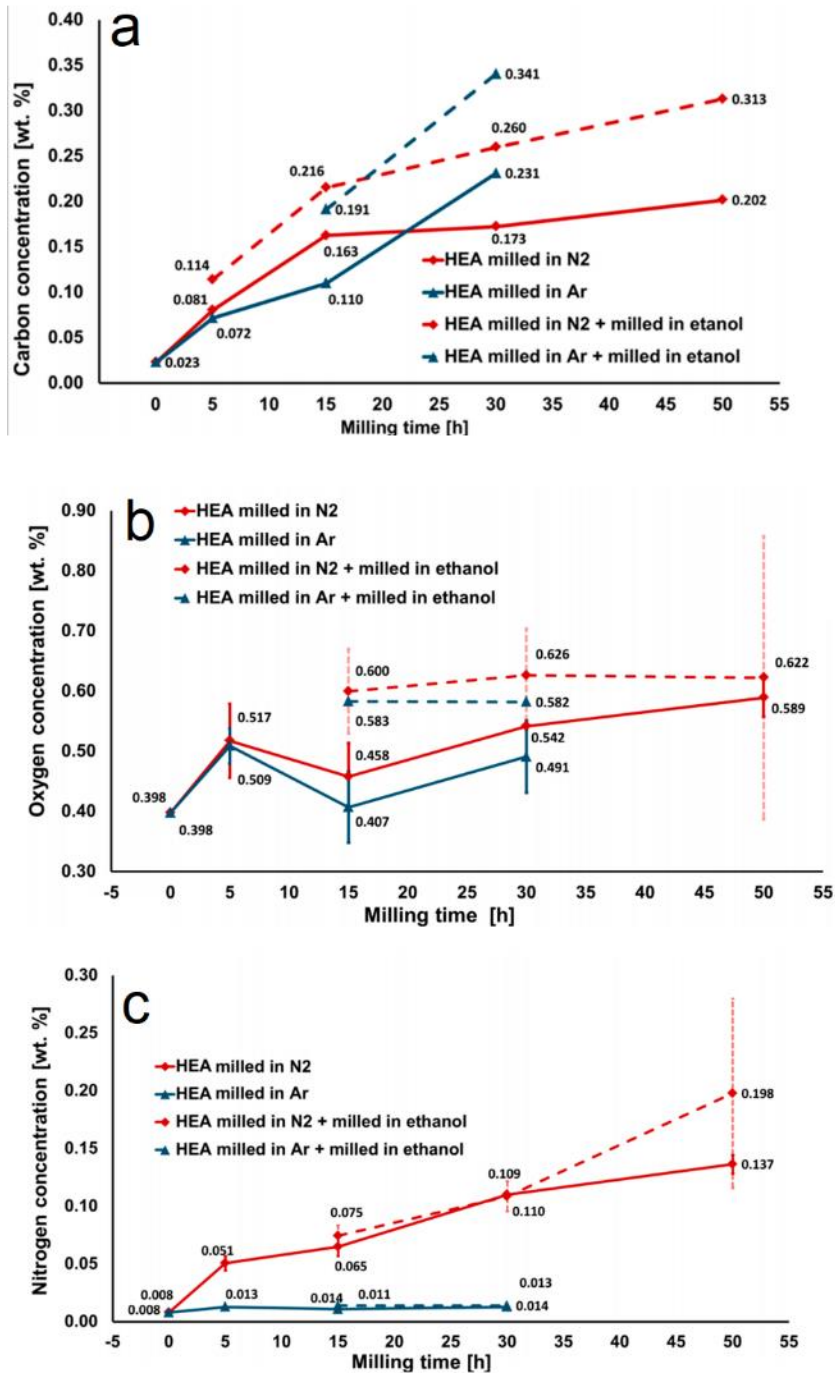 a
0.40
0.35
0.30
0.25
0.20
0.15
0.10
0.05
0.00
Carbon concentration [wt. %]
0.341
0.313
0.260
0.216
0.231
0.191
0.202
0.173
0.163
0.114
0.110
0.081
0.072
0.023
HEA milled in N2
HEA milled in Ar
HEA milled in N2 + milled in etanol
HEA milled in Ar + milled in etanol
0 5 10 15 20 25 30 35 40 45 50 55
Milling time [h]
b
0.90
0.80
0.70
0.60
0.50
0.40
0.30
Oxygen concentration [wt. %]
HEA milled in N2
HEA milled in Ar
HEA milled in N2 + milled in ethanol
HEA milled in Ar + milled in ethanol
0.600
0.626
0.622
0.583
0.582
0.589
0.517
0.458
0.542
0.509
0.491
0.398
0.407
0.398
-5 0 5 10 15 20 25 30 35 40 45 50 55
Milling time [h]
c
0.30
0.25
0.20
0.15
0.10
0.05
0.00
Nitrogen concentration [wt. %]
HEA milled in N2
HEA milled in Ar
HEA milled in N2 + milled in ethanol
HEA milled in Ar + milled in ethanol
0.198
0.137
0.109
0.110
0.075
0.065
0.051
0.008
0.008
0.013
0.014
0.011
0.013
0.014
-5 0 5 10 15 20 25 30 35 40 45 50 55
Milling time [h]